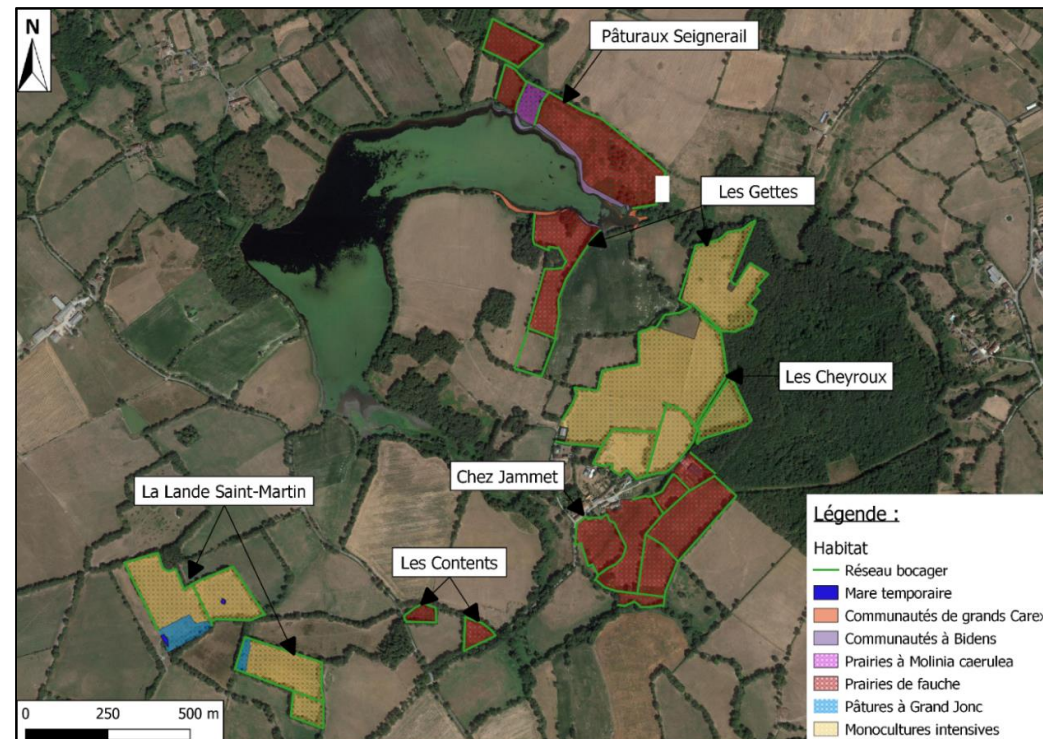 N
Pâturaux Seignerail
Les Gettes
Les Cheyroux
Chez Jammet
La Lande Saint-Martin
Les Contents
Légende :
Habitat
Réseau bocager
Mare temporaire
Communautés de grands Carex
Communautés à Bidens
Prairies à Molinia caerulea
Prairies de fauche
Pâtures à Grand Jonc
Monocultures intensives
0 250 500 m